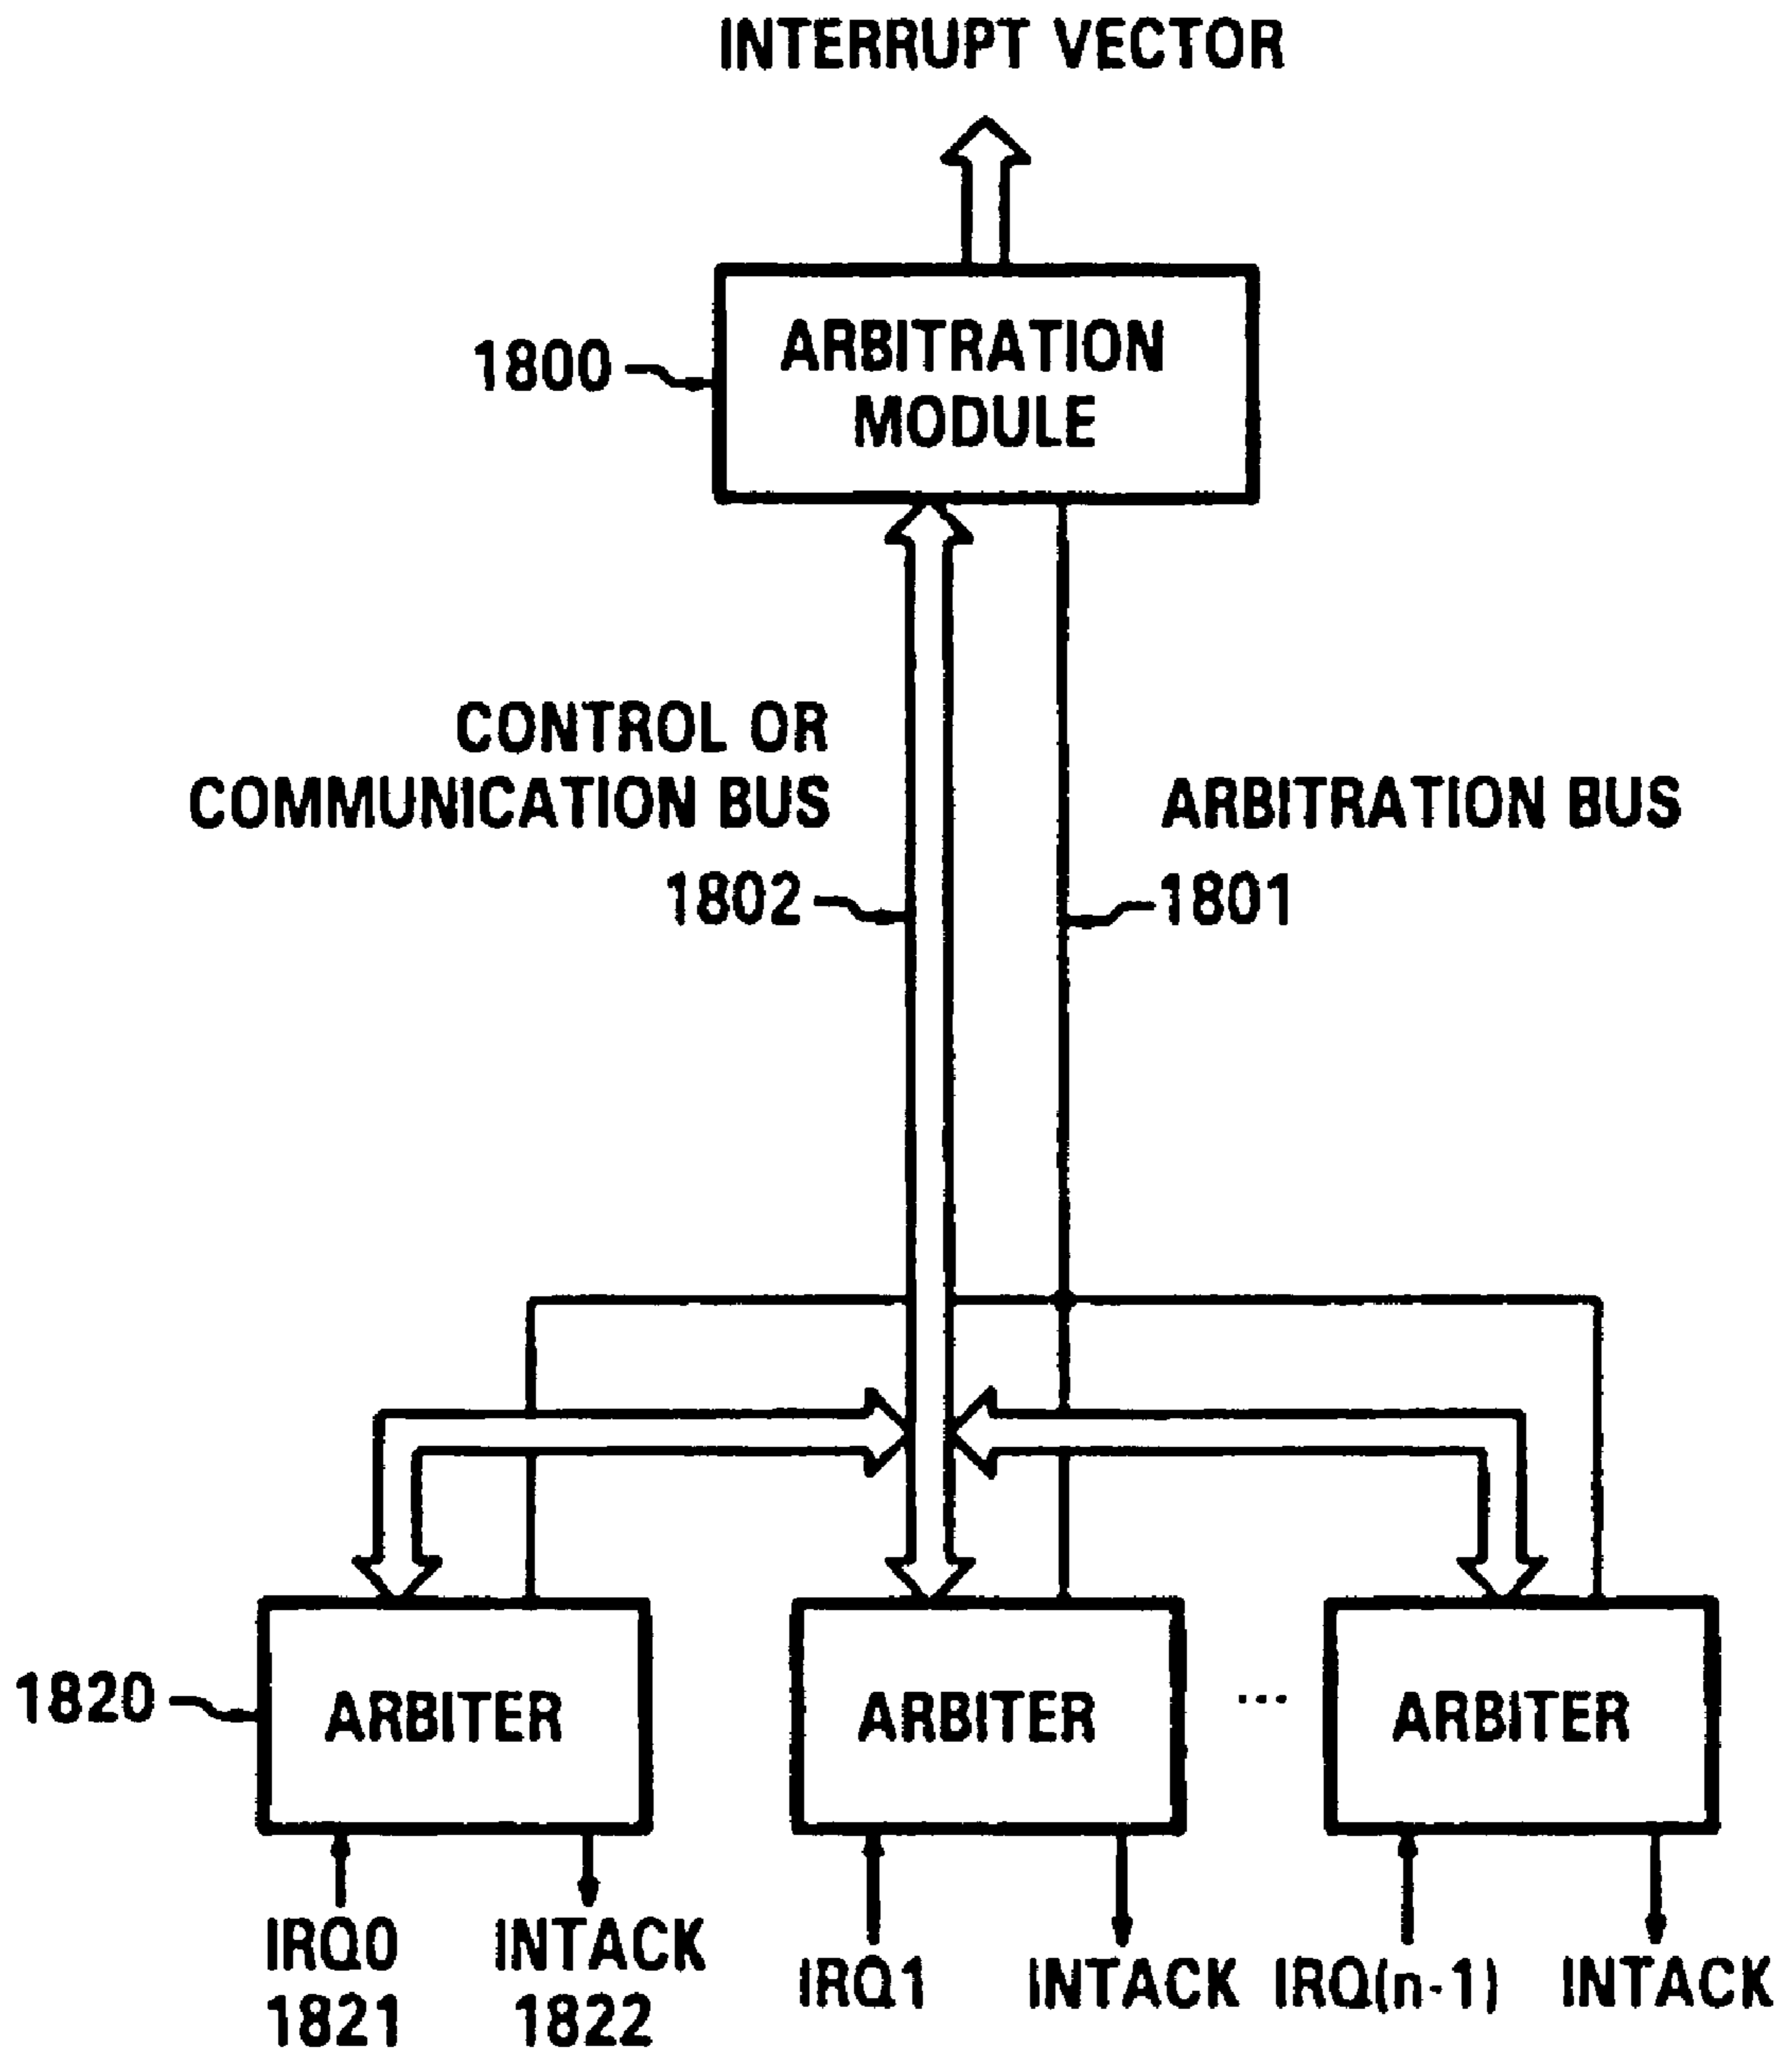 INTERRUPT VECTOR
ARBITRATION
MODULE
1800
CONTROL OR
COMMUNICATION BUS
1802
ARBITRATION BUS
1801
1820
ARBITER
ARBITER
...
ARBITER
IRQ0
1821
INTACK
1822
IRQ1
INTACK
IRQ(n-1)
INTACK